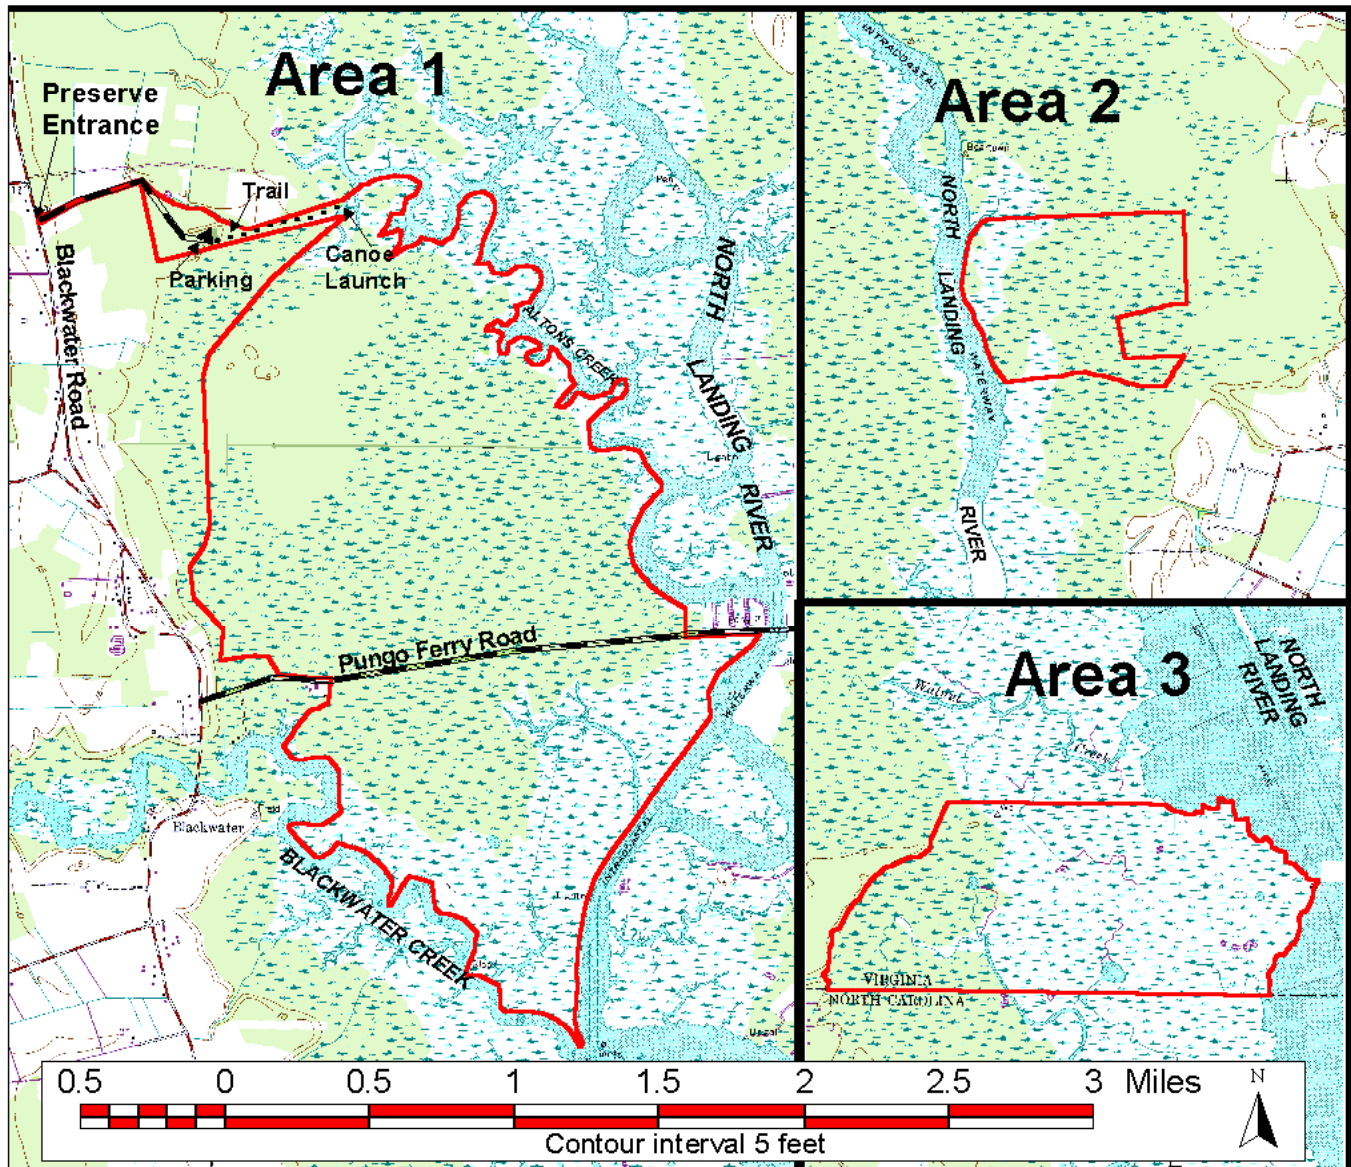 Area 1
Preserve
Entrance
Trail
Parking
Canoe
Launch
Blackwater Road
ALTONS CREEK
NORTH
LANDING
RIVER
Pungo Ferry Road
Blackwater
BLACKWATER CREEK
Area 2
INTRACOASTAL
NORTH
LANDING
WATERWAY
RIVER
Area 3
NORTH
LANDING
RIVER
Walnut
Creek
VIRGINIA
NORTH CAROLINA
0.5 0 0.5 1 1.5 2 2.5 3 Miles
Contour interval 5 feet
N